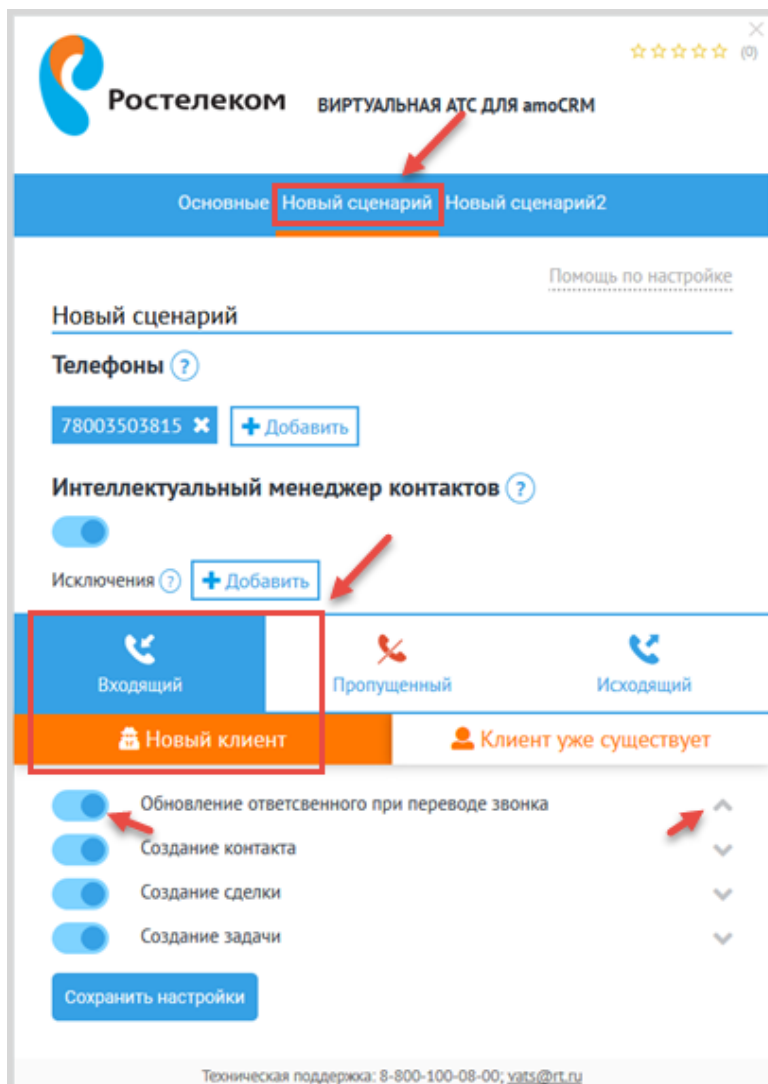 (0)
Ростелеком ВИРТУАЛЬНАЯ АТС ДЛЯ amoCRM
Основные Новый сценарий Новый сценарий2
Помощь по настройке
Новый сценарий
Телефоны ?
78003503815 ✖ + Добавить
Интеллектуальный менеджер контактов ?
Исключения ? + Добавить
Входящий Пропущенный Исходящий
Новый клиент Клиент уже существует
Обновление ответсвенного при переводе звонка
Создание контакта
Создание сделки
Создание задачи
Сохранить настройки
Техническая поддержка: 8-800-100-08-00; vats@rt.ru